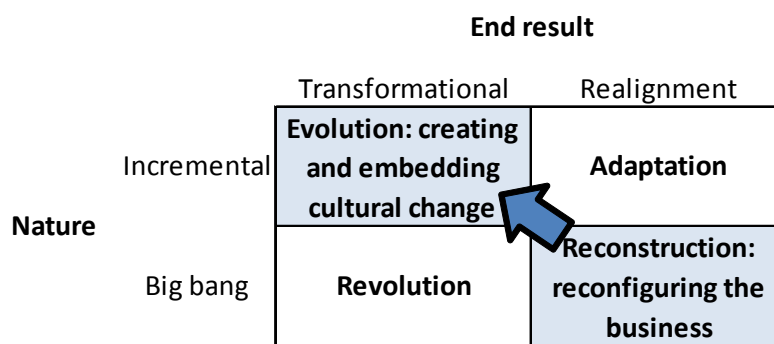 End result
Transformational Realignment
Evolution: creating
and embedding
cultural change
Incremental
Adaptation
Nature
Big bang
Revolution
Reconstruction:
reconfiguring the
business